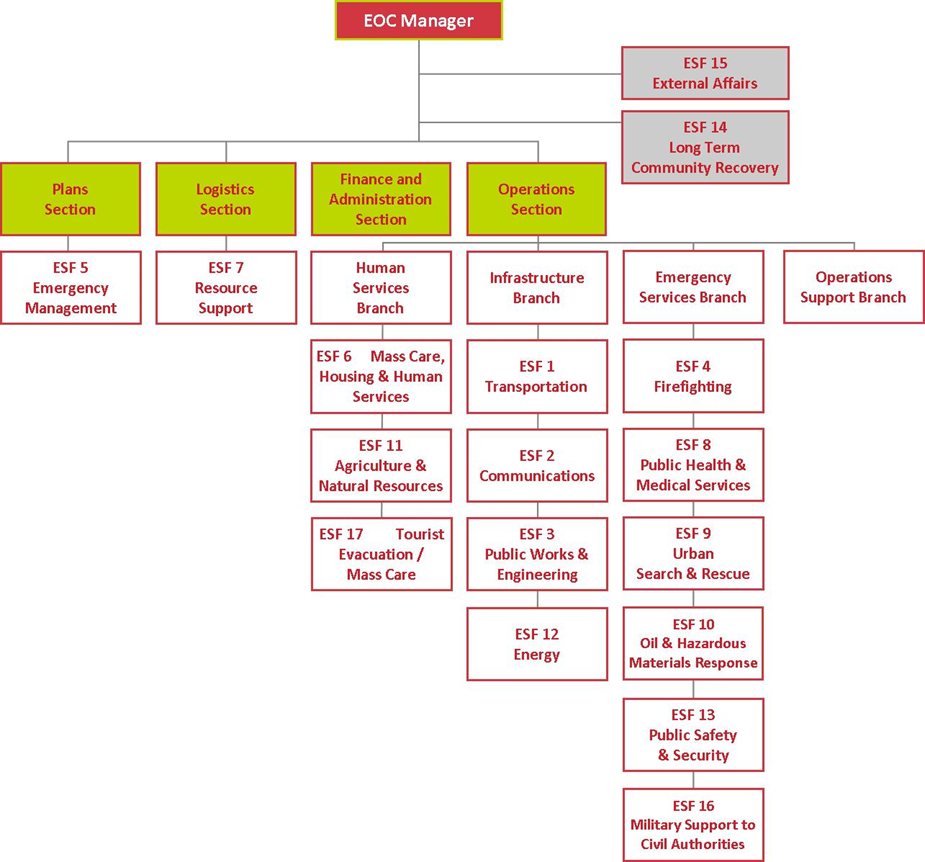 EOC Manager
ESF 15
External Affairs
ESF 14
Long Term
Community Recovery
Plans
Section
Logistics
Section
Finance and
Administration
Section
Operations
Section
ESF 5
Emergency
Management
ESF 7
Resource
Support
Human
Services
Branch
Infrastructure
Branch
Emergency
Services Branch
Operations
Support Branch
ESF 6 Mass Care,
Housing & Human
Services
ESF 11
Agriculture &
Natural Resources
ESF 17 Tourist
Evacuation /
Mass Care
ESF 1
Transportation
ESF 2
Communications
ESF 3
Public Works &
Engineering
ESF 12
Energy
ESF 4
Firefighting
ESF 8
Public Health &
Medical Services
ESF 9
Urban
Search & Rescue
ESF 10
Oil & Hazardous
Materials Response
ESF 13
Public Safety
& Security
ESF 16
Military Support to
Civil Authorities